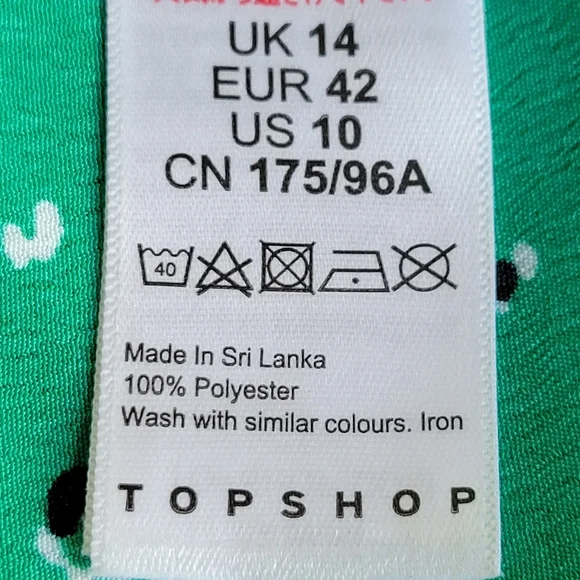 UK 14
EUR 42
US 10
CN 175/96A
40
Made In Sri Lanka
100% Polyester
Wash with similar colours. Iron
TOPSHOP